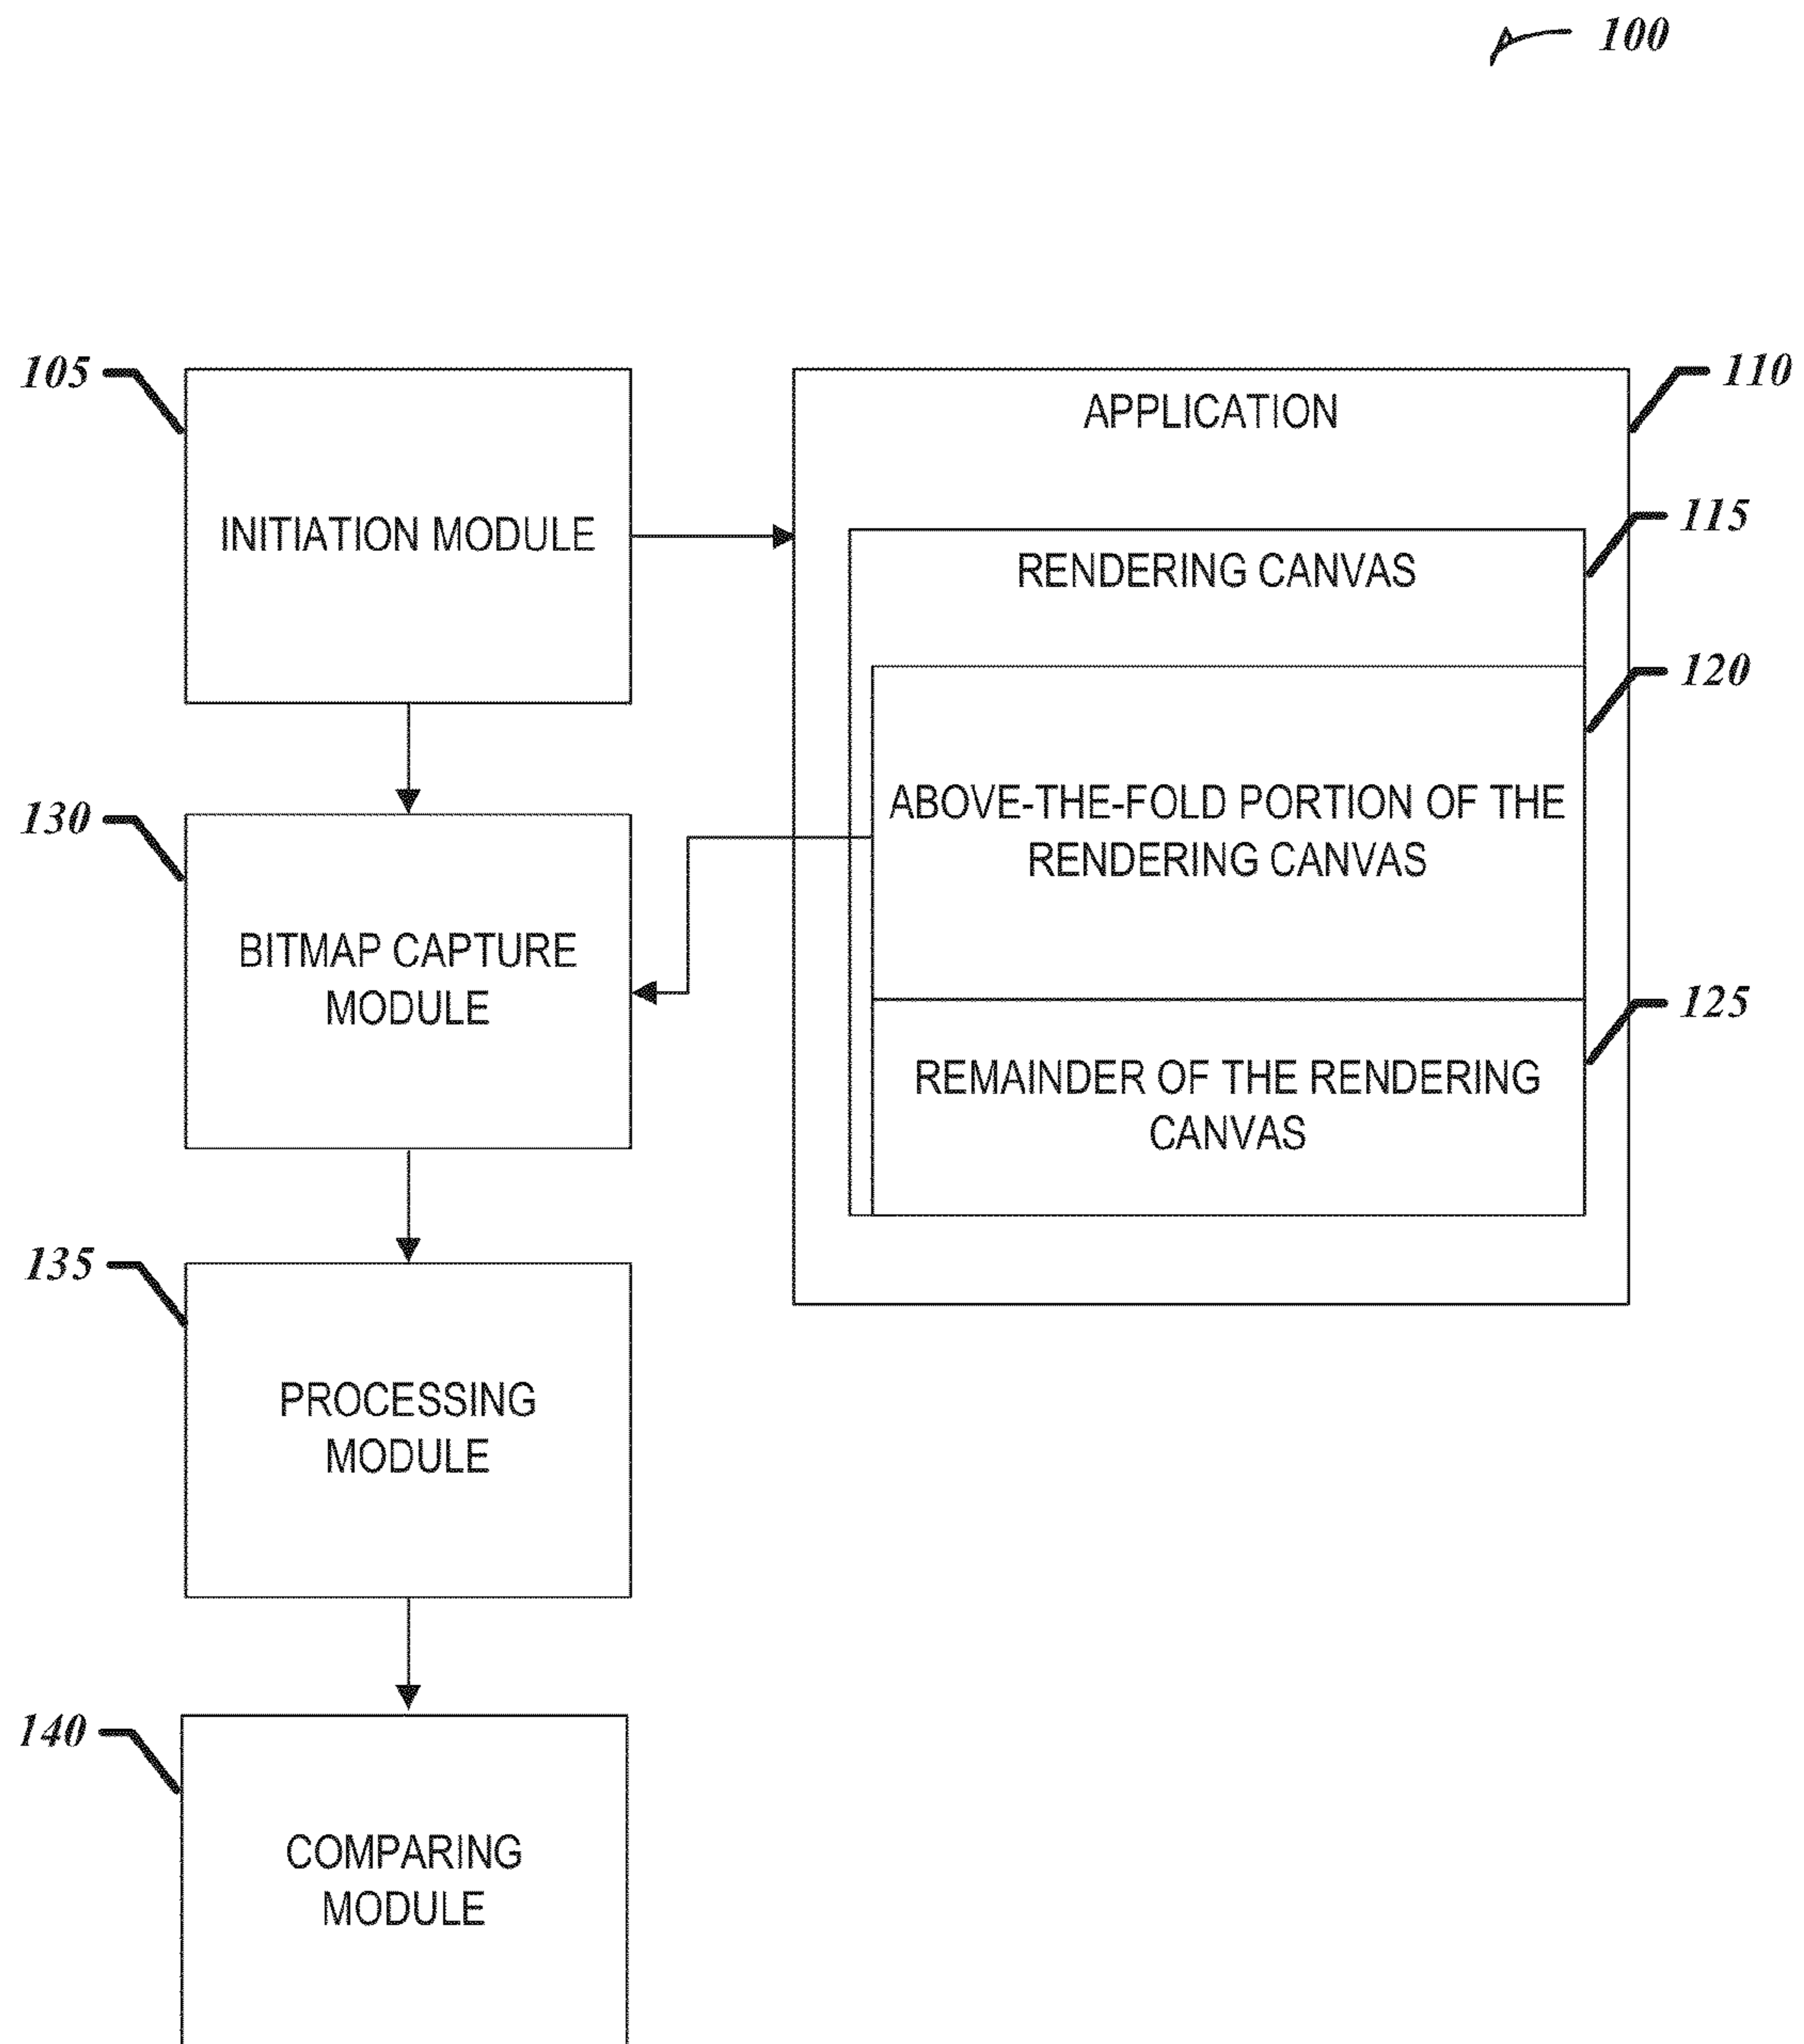 100
105
INITIATION MODULE
110
APPLICATION
115
RENDERING CANVAS
120
ABOVE-THE-FOLD PORTION OF THE
RENDERING CANVAS
125
REMAINDER OF THE RENDERING
CANVAS
130
BITMAP CAPTURE
MODULE
135
PROCESSING
MODULE
140
COMPARING
MODULE